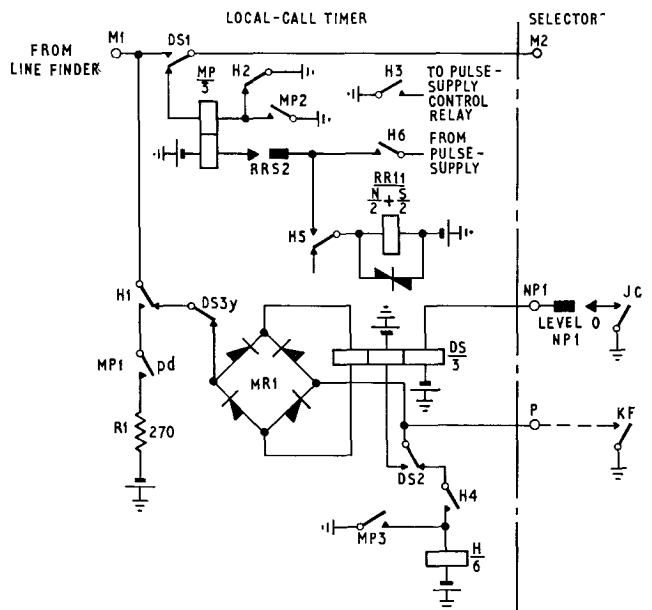 LOCAL-CALL TIMER
SELECTOR
FROM
LINE FINDER
M1
DS1
M2
MP
3
H2
MP2
H3
TO PULSE-
SUPPLY
CONTROL
RELAY
H6
FROM
PULSE-
SUPPLY
RRS2
RR11
N/2 + S/2
H5
H1
DS3y
NP1
LEVEL O
NP1
JC
MP1
pd
MR1
DS
3
R1
270
P
KF
DS2
H4
MP3
H
6